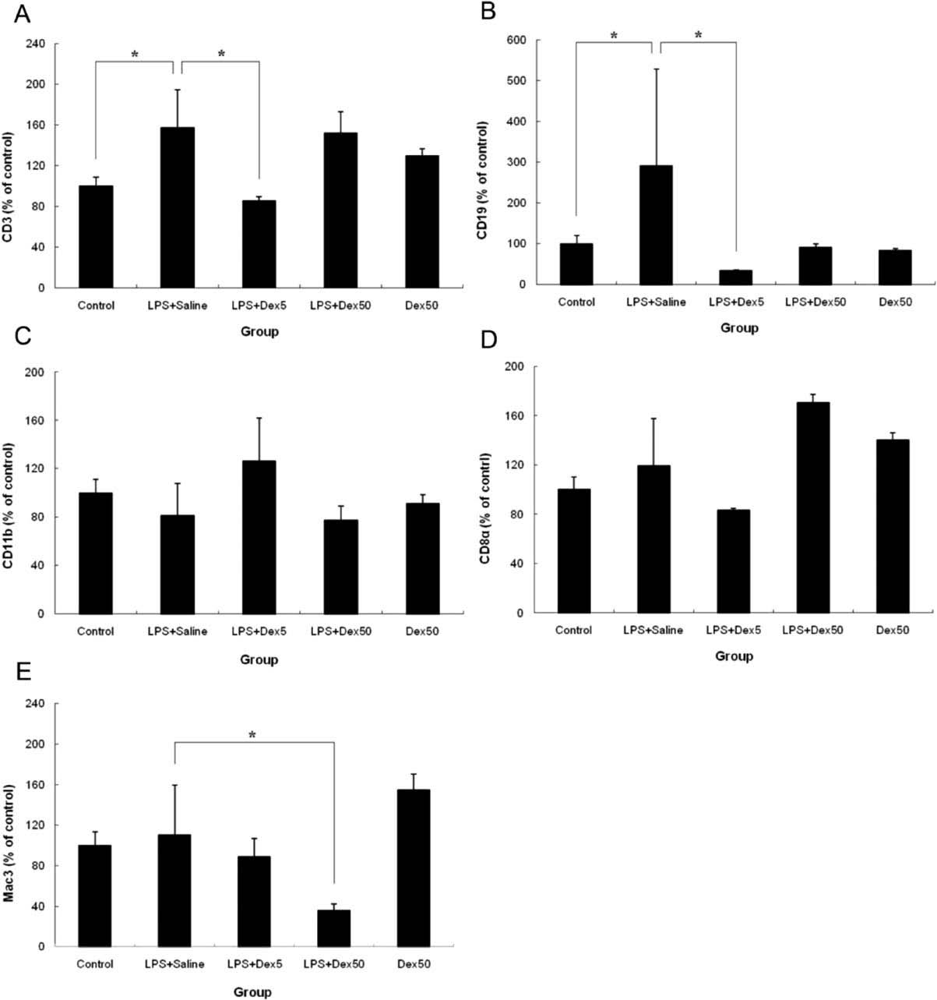 A
CD3 (% of control)
240
200
160
120
80
40
0
* *
Control LPS+Saline LPS+Dex5 LPS+Dex50 Dex50
Group
B
CD19 (% of control)
600
500
400
300
200
100
0
* *
Control LPS+Saline LPS+Dex5 LPS+Dex50 Dex50
Group
C
CD11b (% of control)
200
160
120
80
40
0
Control LPS+Saline LPS+Dex5 LPS+Dex50 Dex50
Group
D
CD8α (% of contrl)
200
160
120
80
40
0
Control LPS+Saline LPS+Dex5 LPS+Dex50 Dex50
Group
E
Mac3 (% of control)
240
200
160
120
80
40
0
*
Control LPS+Saline LPS+Dex5 LPS+Dex50 Dex50
Group